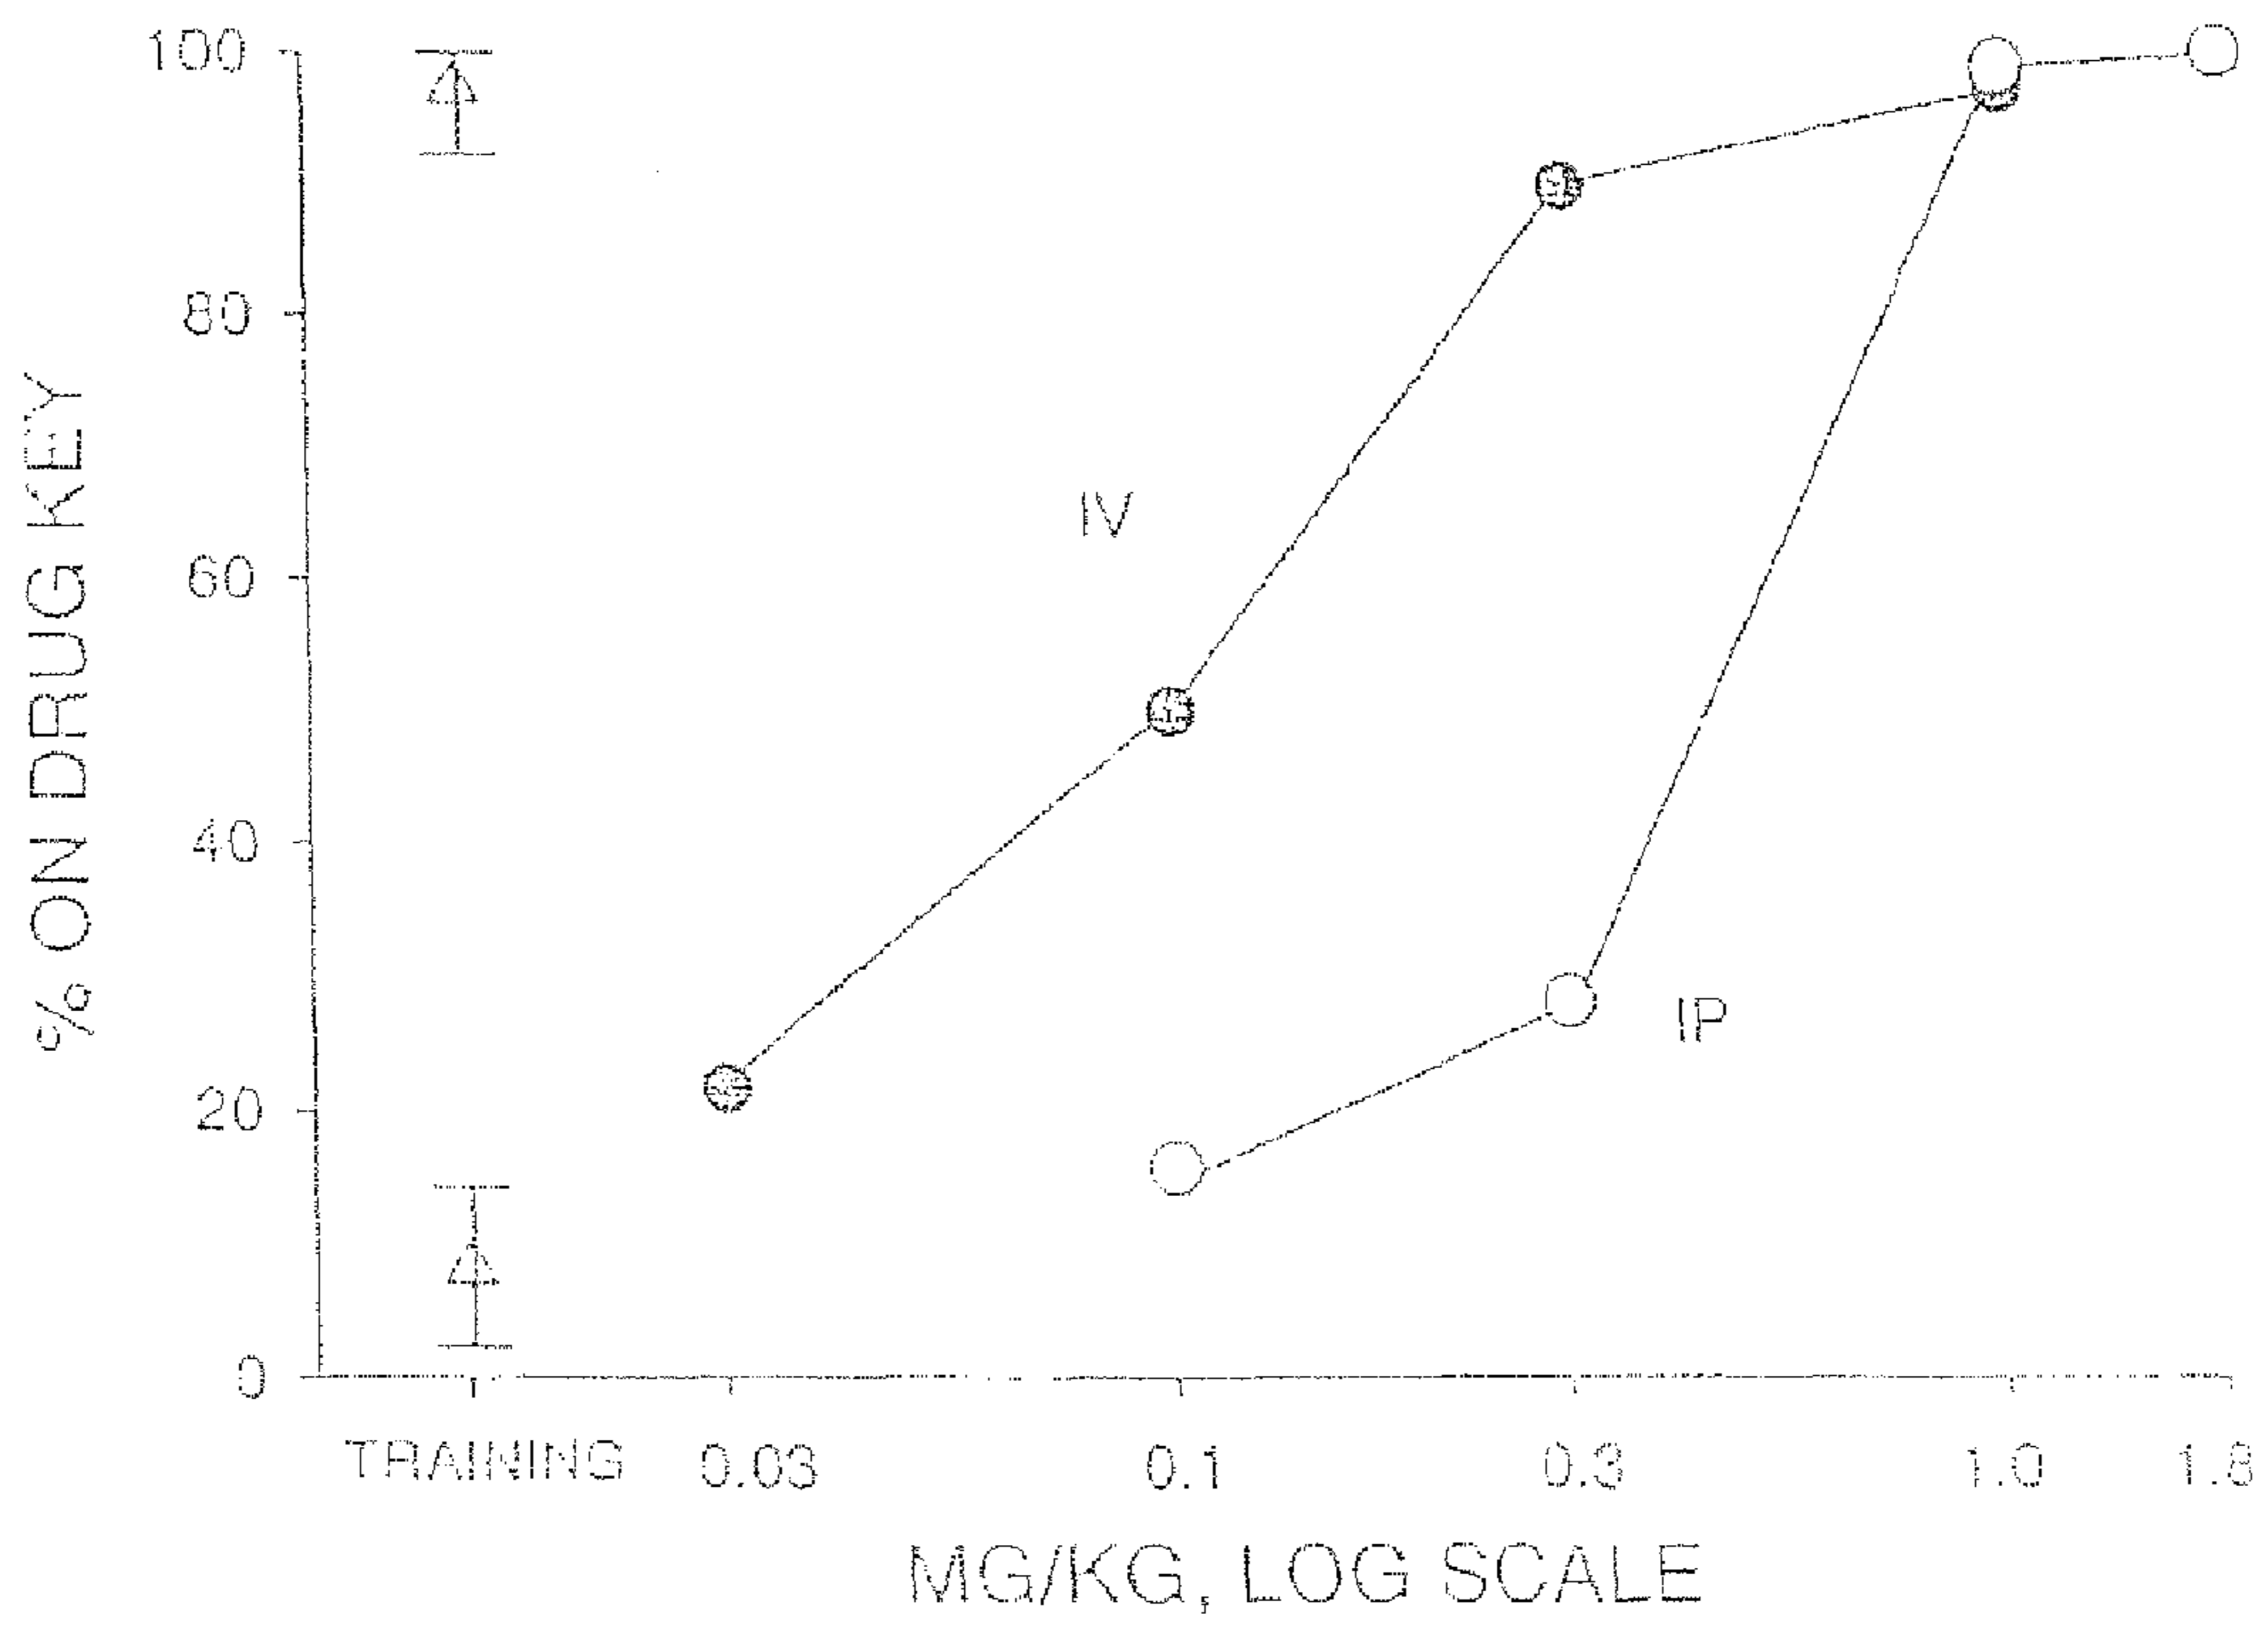 100
80
60
40
20
0
% ON DRUG KEY
IV
IP
TRAINING 0.03 0.1 0.3 1.0 1.8
MG/KG, LOG SCALE